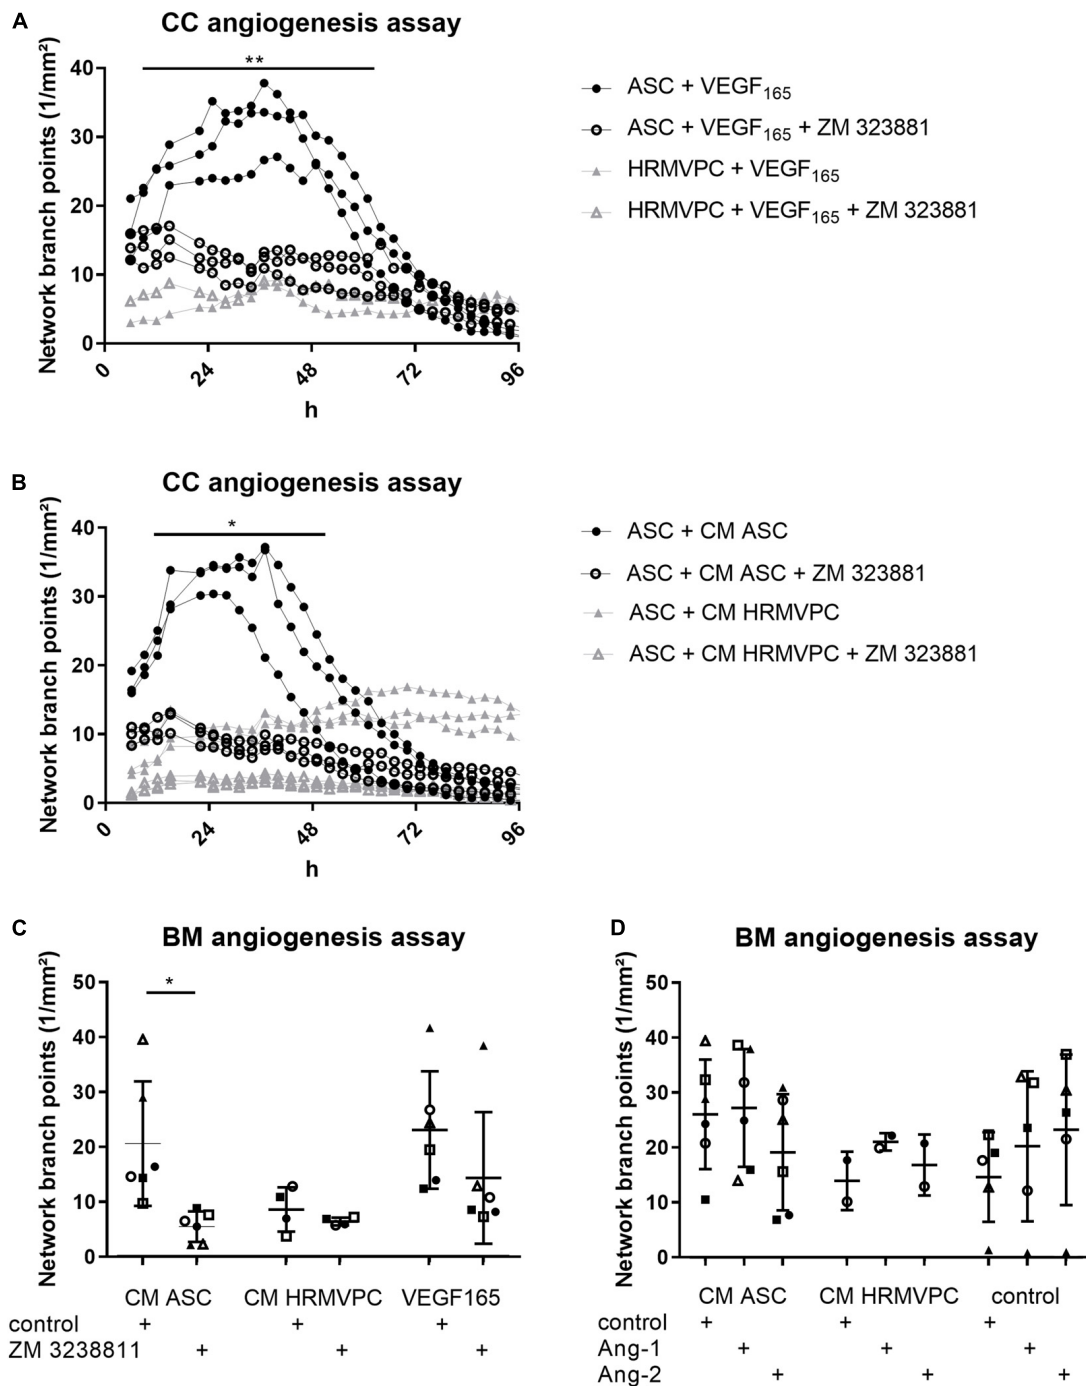 A
CC angiogenesis assay
**
Network branch points (1/mm²)
40
30
20
10
0
0
24
48
72
96
h
ASC + VEGF165
ASC + VEGF165 + ZM 323881
HRMVPC + VEGF165
HRMVPC + VEGF165 + ZM 323881
B
CC angiogenesis assay
*
Network branch points (1/mm²)
40
30
20
10
0
0
24
48
72
96
h
ASC + CM ASC
ASC + CM ASC + ZM 323881
ASC + CM HRMVPC
ASC + CM HRMVPC + ZM 323881
C
BM angiogenesis assay
*
Network branch points (1/mm²)
50
40
30
20
10
0
CM ASC CM HRMVPC VEGF165
control + + +
ZM 3238811 + + +
D
BM angiogenesis assay
Network branch points (1/mm²)
50
40
30
20
10
0
CM ASC CM HRMVPC control
control + + +
Ang-1 + + +
Ang-2 + + +